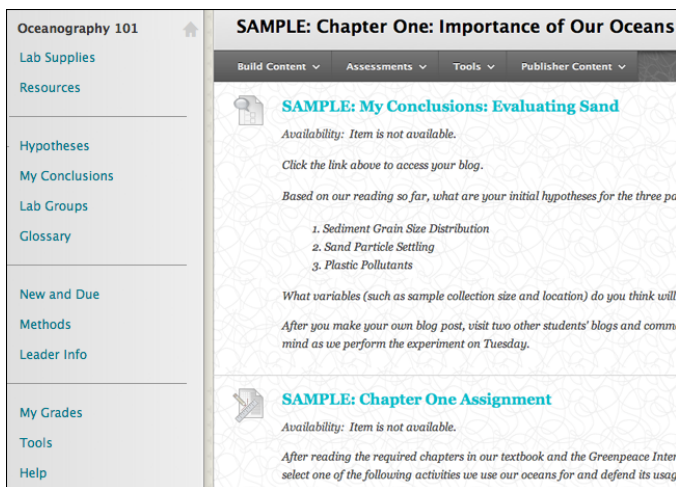 Oceanography 101
Lab Supplies
Resources
Hypotheses
My Conclusions
Lab Groups
Glossary
New and Due
Methods
Leader Info
My Grades
Tools
Help
SAMPLE: Chapter One: Importance of Our Oceans
Build Content Assessments Tools Publisher Content
SAMPLE: My Conclusions: Evaluating Sand
Availability: Item is not available.
Click the link above to access your blog.
Based on our reading so far, what are your initial hypotheses for the three pa
1. Sediment Grain Size Distribution
2. Sand Particle Settling
3. Plastic Pollutants
What variables (such as sample collection size and location) do you think will
After you make your own blog post, visit two other students' blogs and comm
mind as we perform the experiment on Tuesday.
SAMPLE: Chapter One Assignment
Availability: Item is not available.
After reading the required chapters in our textbook and the Greenpeace Inter
select one of the following activities we use our oceans for and defend its usag